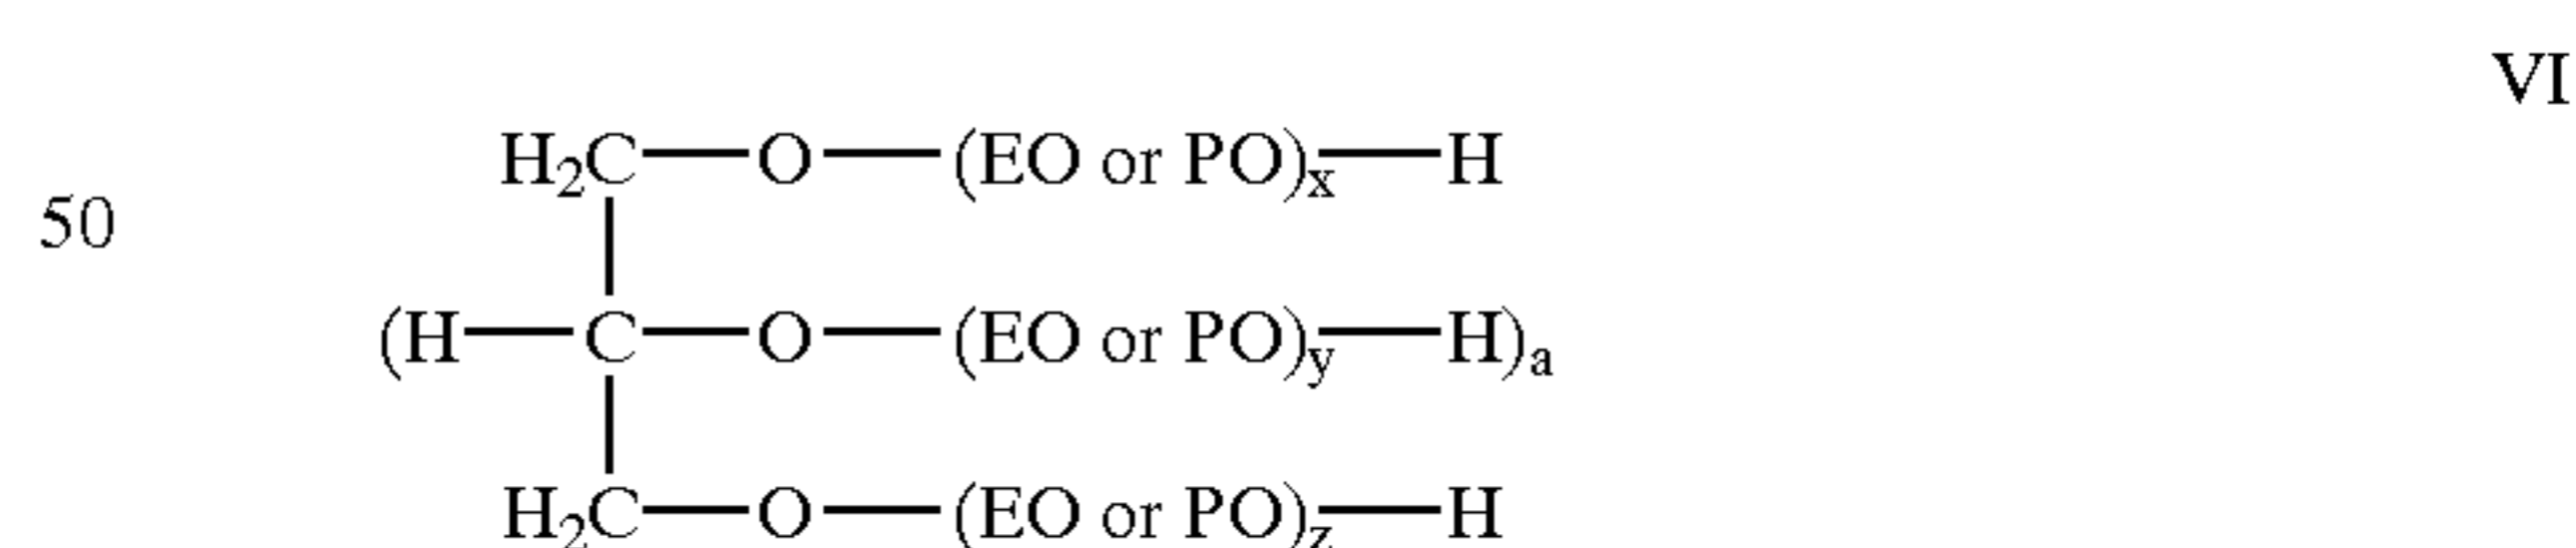 VI
H₂C—O—(EO or PO)ₓ—H
50
(H—C—O—(EO or PO)y—H)a
H₂C—O—(EO or PO)z—H